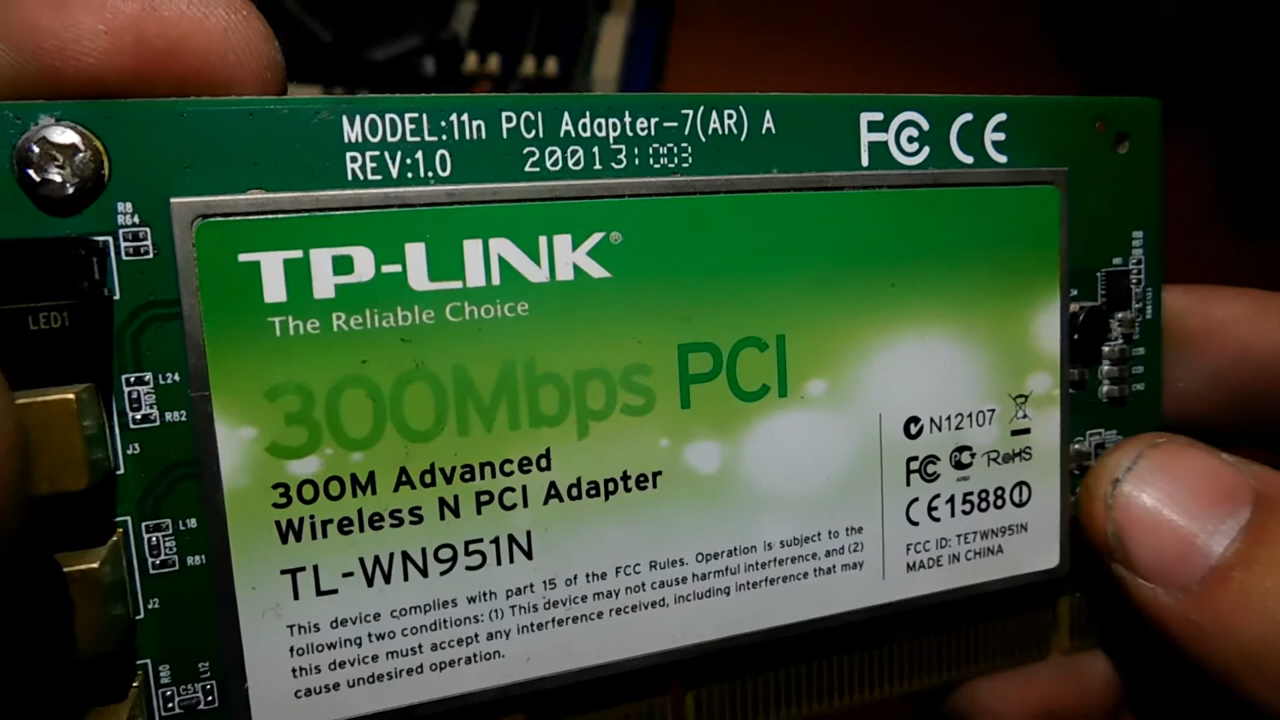 MODEL:11n PCI Adapter-7(AR) A
REV:1.0 20013:003
FC CE
R8
R64
LED1
L24
R82
J3
L18
C61
R81
J2
R80
L12
C51
TP-LINK®
The Reliable Choice
300Mbps PCI
300M Advanced
Wireless N PCI Adapter
TL-WN951N
This device complies with part 15 of the FCC Rules. Operation is subject to the
following two conditions: (1) This device may not cause harmful interference, and (2)
this device must accept any interference received, including interference that may
cause undesired operation.
N12107
FC PC RoHS
CE1588
FCC ID: TE7WN951N
MADE IN CHINA